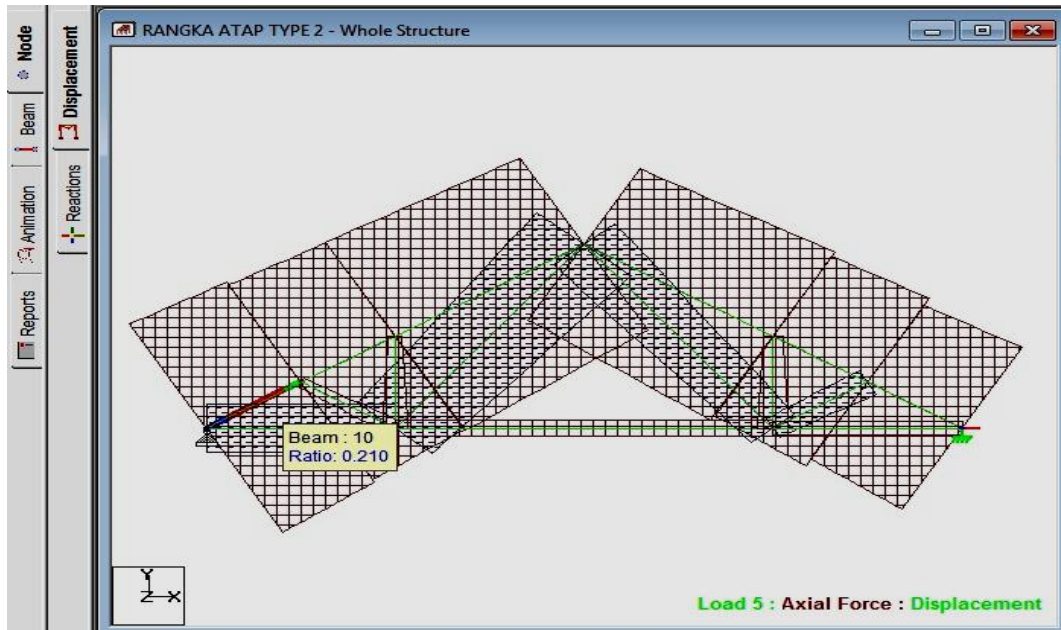 RANGKA ATAP TYPE 2 - Whole Structure
Node
Beam
Animation
Reports
Displacement
Reactions
Beam : 10
Ratio: 0.210
Y
Z X
Load 5 : Axial Force : Displacement